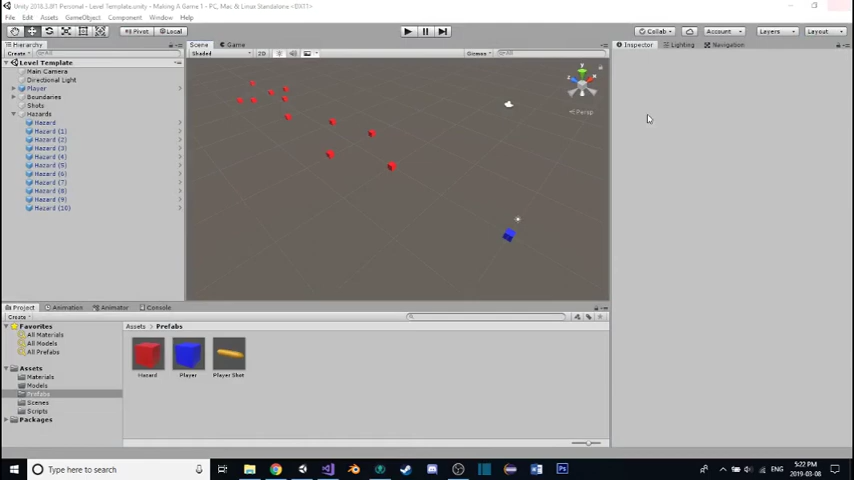 Unity 2018.3.8f1 - Level Template.unity - Making A Game 1 - PC, Mac & Linux Standalone <DX11>
File Edit Assets GameObject Component Window Help
Pivot Local Collab Account Layers Layout
Hierarchy Scene Game Inspector Lighting Navigation
Create Shaded 2D Gizmos
Level Template
Main Camera
Directional Light
Player
Boundaries
Shots
Hazards
Hazard
Hazard (1)
Hazard (2)
Hazard (3)
Hazard (4)
Hazard (5)
Hazard (6)
Hazard (7)
Hazard (8)
Hazard (9)
Hazard (10)
y
x
z
Persp
Project Animation Animator Console
Create
Favorites
All Materials
All Models
All Prefabs
Assets
Materials
Models
Prefabs
Scenes
Scripts
Packages
Assets Prefabs
Hazard Player Player Shot
Type here to search
ENG
5:22 PM
2019-03-08